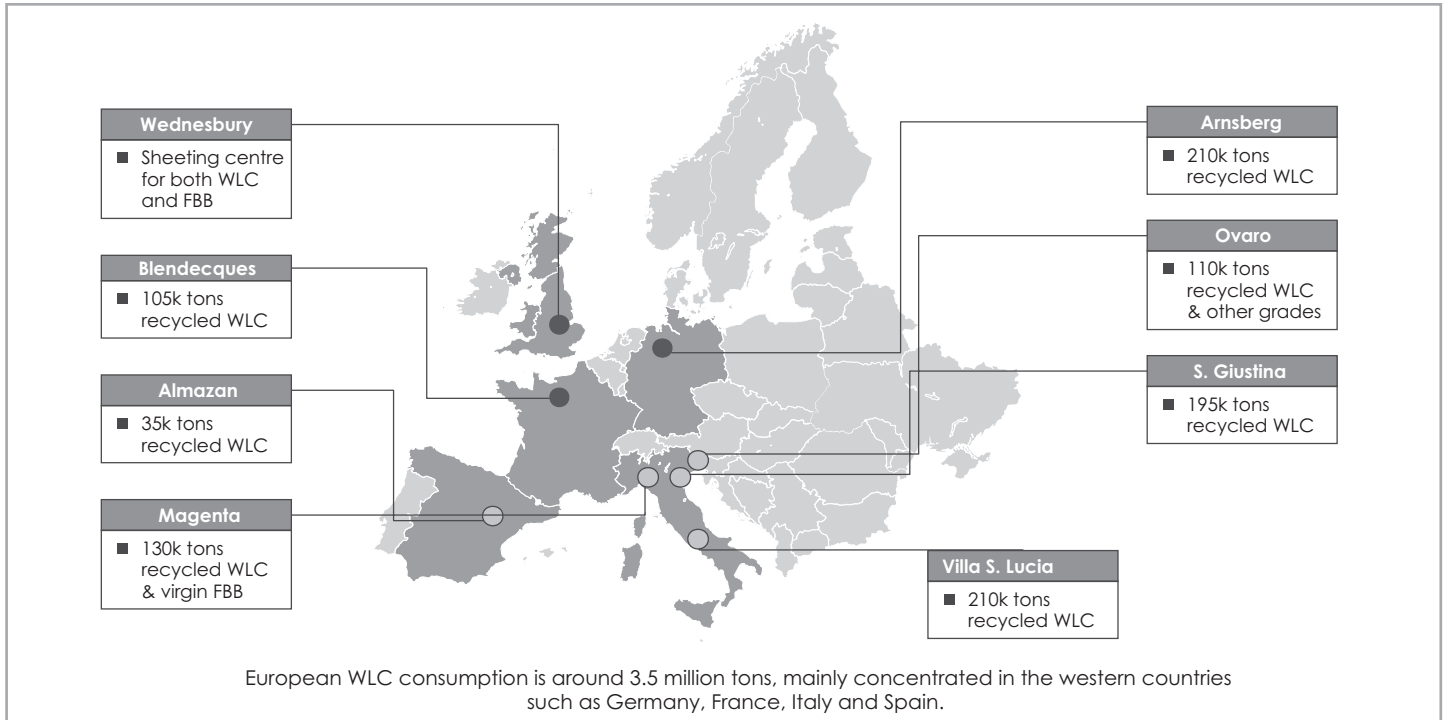 Wednesbury
■ Sheeting centre
for both WLC
and FBB
Blendecques
■ 105k tons
recycled WLC
Almazan
■ 35k tons
recycled WLC
Magenta
■ 130k tons
recycled WLC
& virgin FBB
Arnsberg
■ 210k tons
recycled WLC
Ovaro
■ 110k tons
recycled WLC
& other grades
S. Giustina
■ 195k tons
recycled WLC
Villa S. Lucia
■ 210k tons
recycled WLC
European WLC consumption is around 3.5 million tons, mainly concentrated in the western countries
such as Germany, France, Italy and Spain.